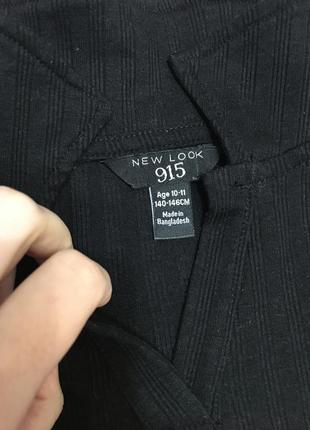 NEW LOOK
915
Age 10-11
140-146CM
Made in
Bangladesh